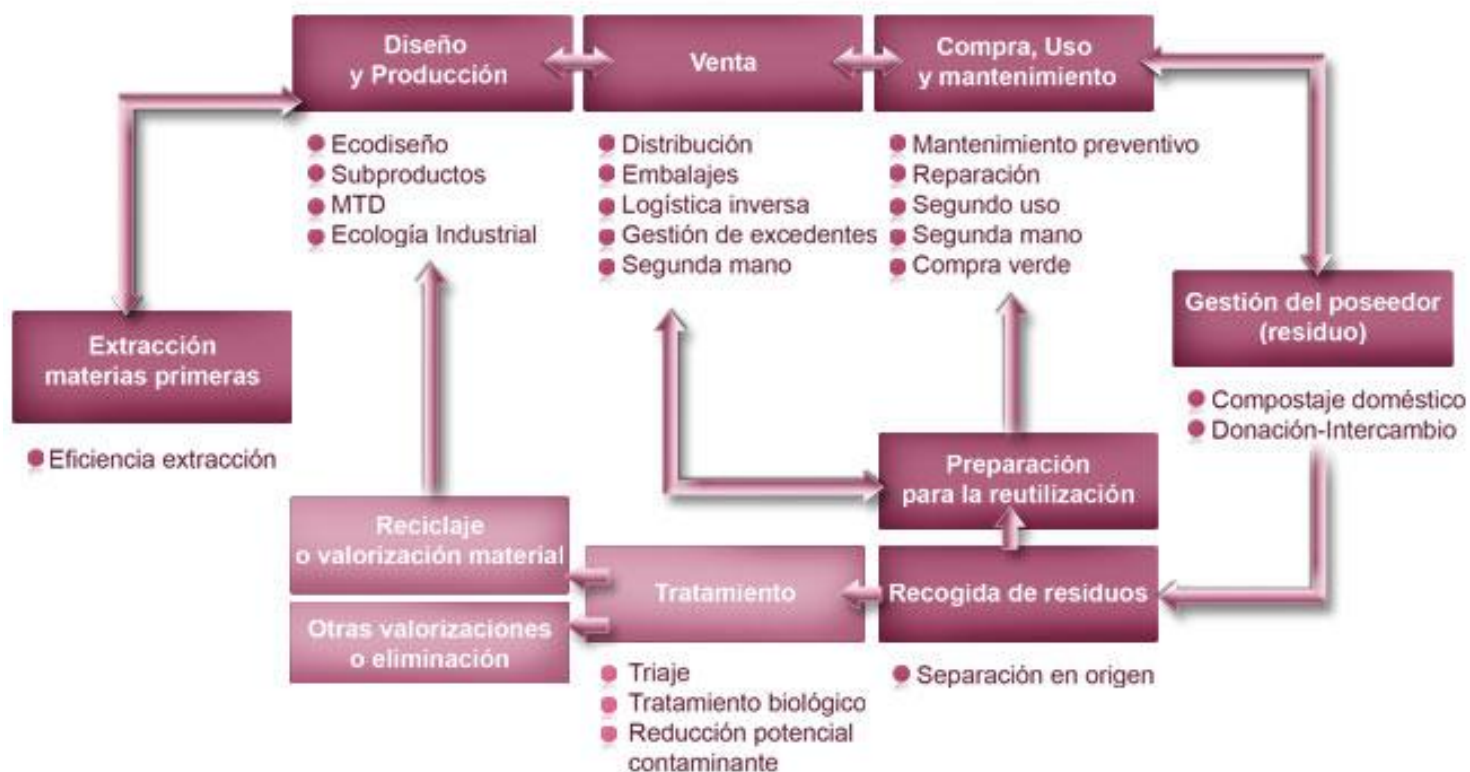 Diseño
y Producción
Venta
Compra, Uso
y mantenimiento
Ecodiseño
Subproductos
MTD
Ecología Industrial
Distribución
Embalajes
Logística inversa
Gestión de excedentes
Segunda mano
Mantenimiento preventivo
Reparación
Segundo uso
Segunda mano
Compra verde
Extracción
materias primeras
Eficiencia extracción
Gestión del poseedor
(residuo)
Compostaje doméstico
Donación-Intercambio
Preparación
para la reutilización
Reciclaje
o valorización material
Otras valorizaciones
o eliminación
Tratamiento
Recogida de residuos
Triaje
Tratamiento biológico
Reducción potencial
contaminante
Separación en origen